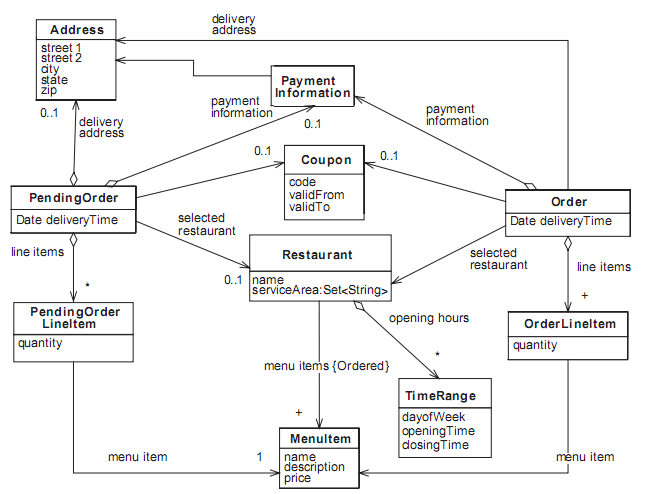 delivery
address
Address
street 1
street 2
city
state
zip
Payment
Information
payment
information
payment
information
0..1
delivery
address
0..1
0..1
Coupon
0..1
code
validFrom
validTo
PendingOrder
Date deliveryTime
Order
Date deliveryTime
selected
restaurant
line items
Restaurant
name
serviceArea:Set<String>
0..1
selected
restaurant
line items
*
+
PendingOrder
LineItem
quantity
opening hours
OrderLineItem
quantity
menu items {Ordered}
*
TimeRange
dayofWeek
openingTime
closingTime
+
MenuItem
name
description
price
menu item
1
menu item